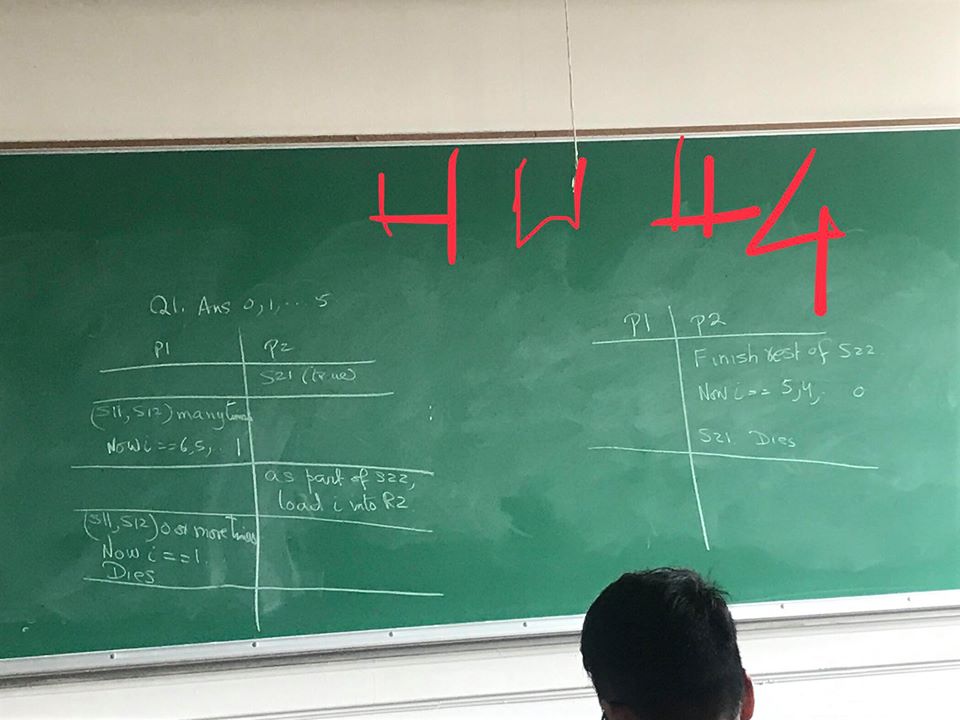 HW #4
Q1. Ans 0,1,... 5
P1 P2
S21 (true)
(S11, S12) many times
Now i==6,5, .. 1
as part of S22,
load i into R2
(S11, S12) 0 or more times
Now i==1.
Dies
:
P1 P2
Finish rest of S22.
Now i== 5,4,. 0
S21 Dies